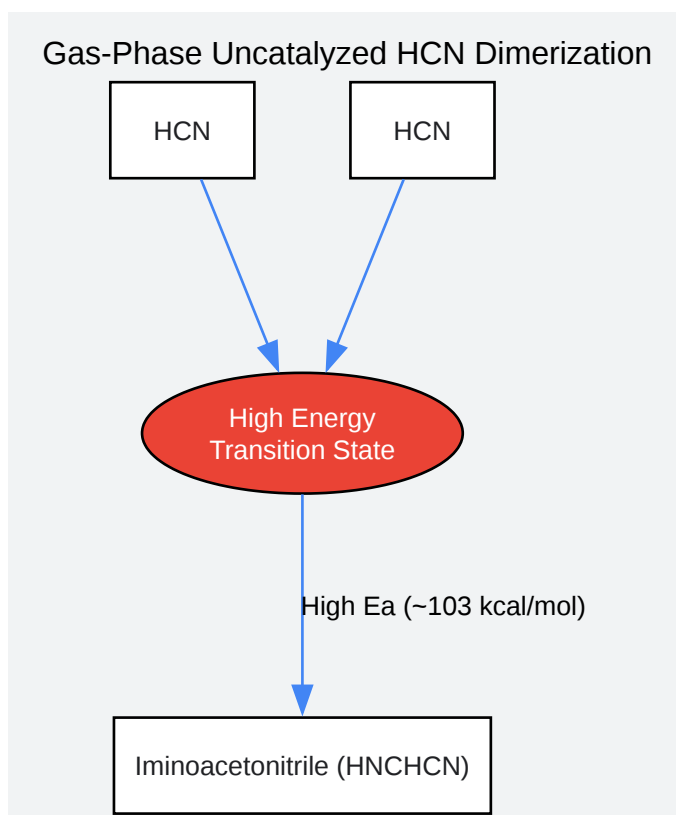 Gas-Phase Uncatalyzed HCN Dimerization
HCN
HCN
High Energy
Transition State
High Ea (~103 kcal/mol)
Iminoacetonitrile (HNCHCN)